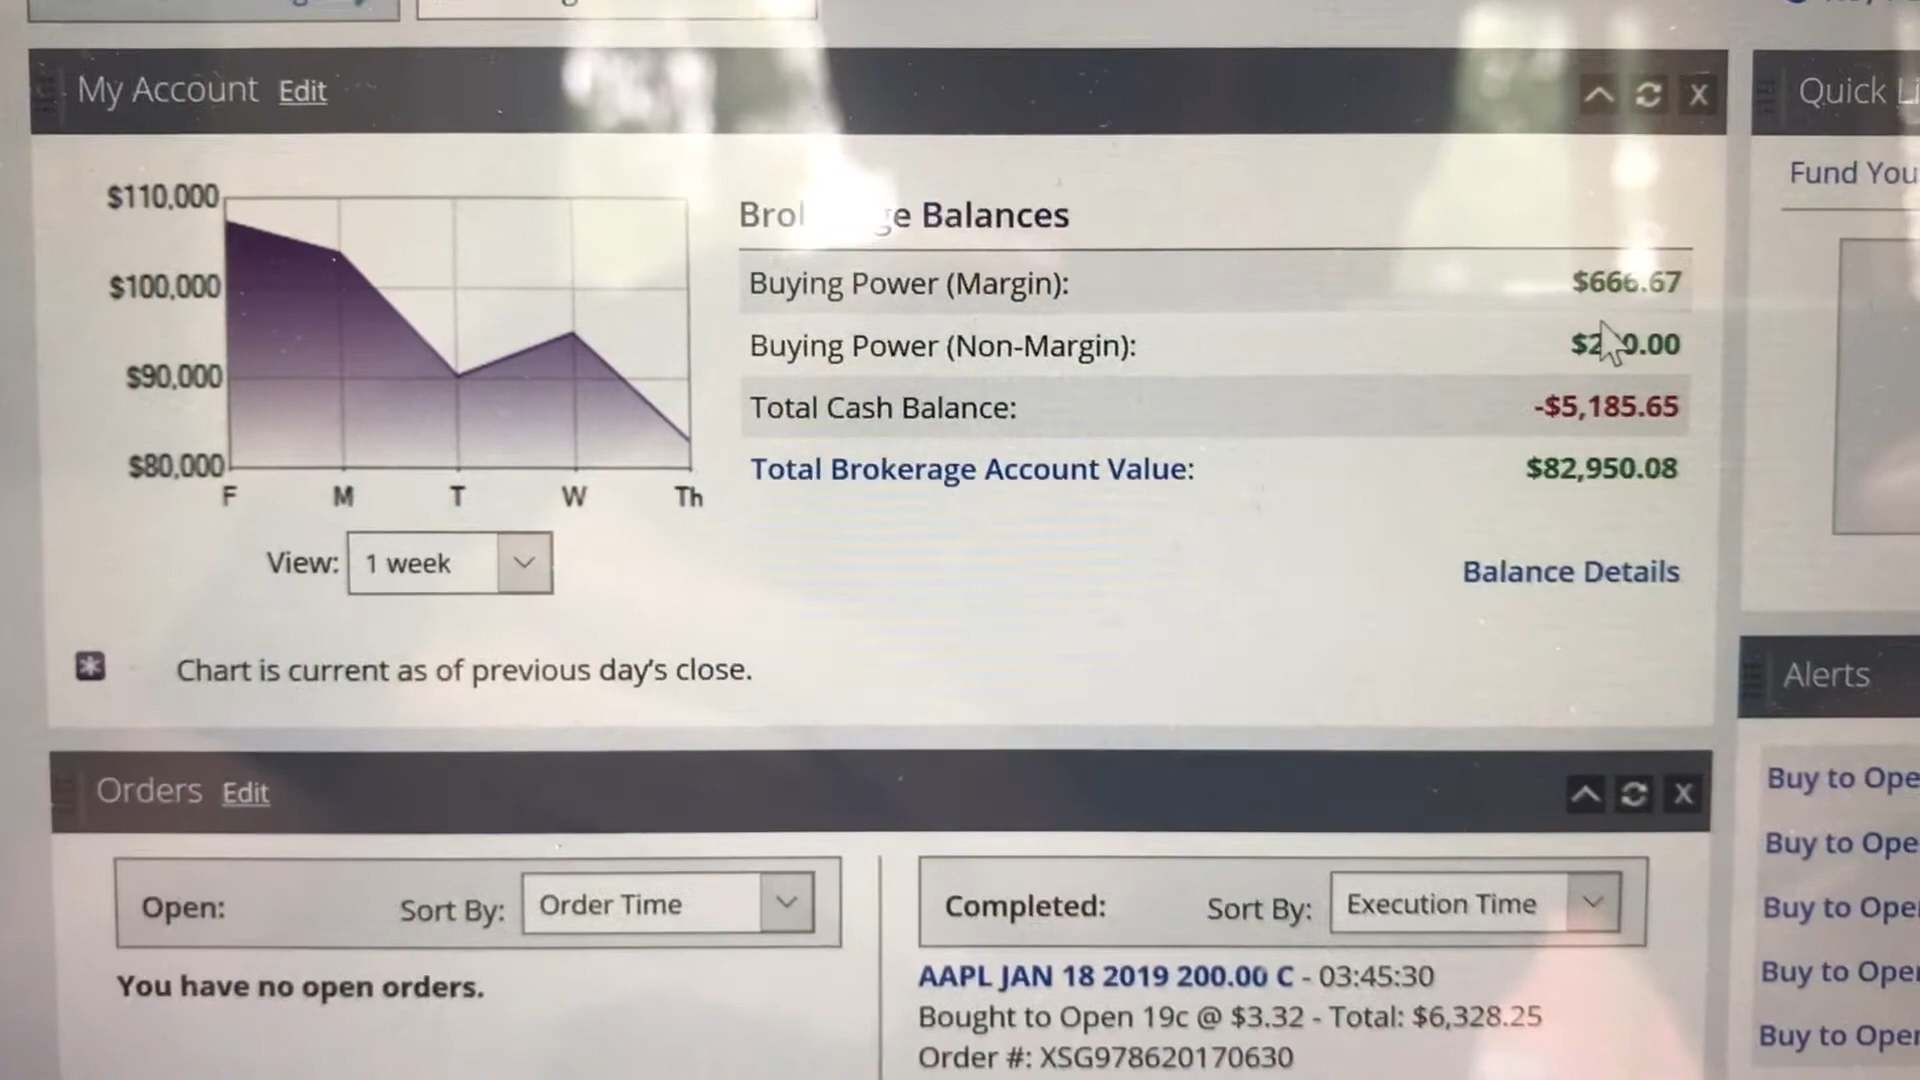 My Account Edit
Quick Li
$110,000
$100,000
$90,000
$80,000
F M T W Th
View: 1 week
Chart is current as of previous day's close.
Balances
Buying Power (Margin): $666.67
Buying Power (Non-Margin):
Total Cash Balance: -$5,185.65
Total Brokerage Account Value: $82,950.08
Balance Details
Fund You
Orders Edit
Open: Sort By: Order Time
You have no open orders.
Completed: Sort By: Execution Time
AAPL JAN 18 2019 200.00 C - 03:45:30
Bought to Open 19c @ $3.32 - Total: $6,328.25
Order #: XSG978620170630
Alerts
Buy to Ope
Buy to Ope
Buy to Ope
Buy to Ope
Buy to Ope